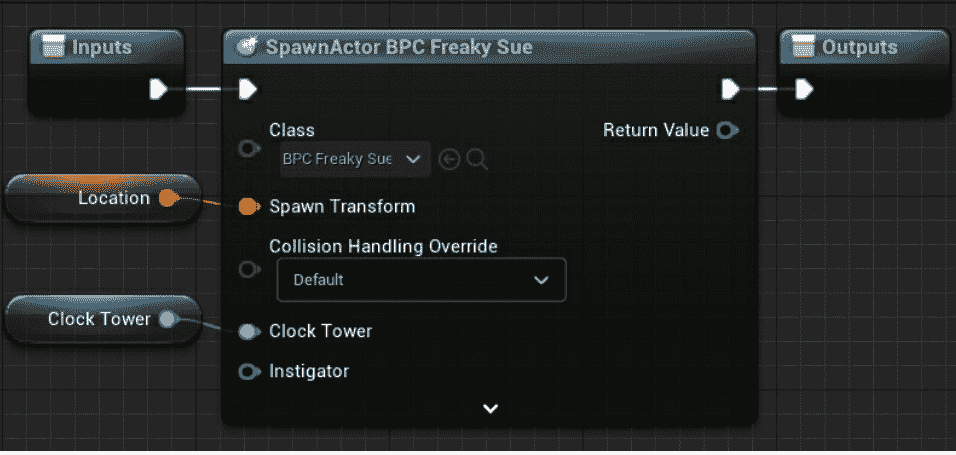 Inputs
SpawnActor BPC Freaky Sue
Outputs
Class
Return Value
BPC Freaky Sue
Location
Spawn Transform
Collision Handling Override
Default
Clock Tower
Clock Tower
Instigator